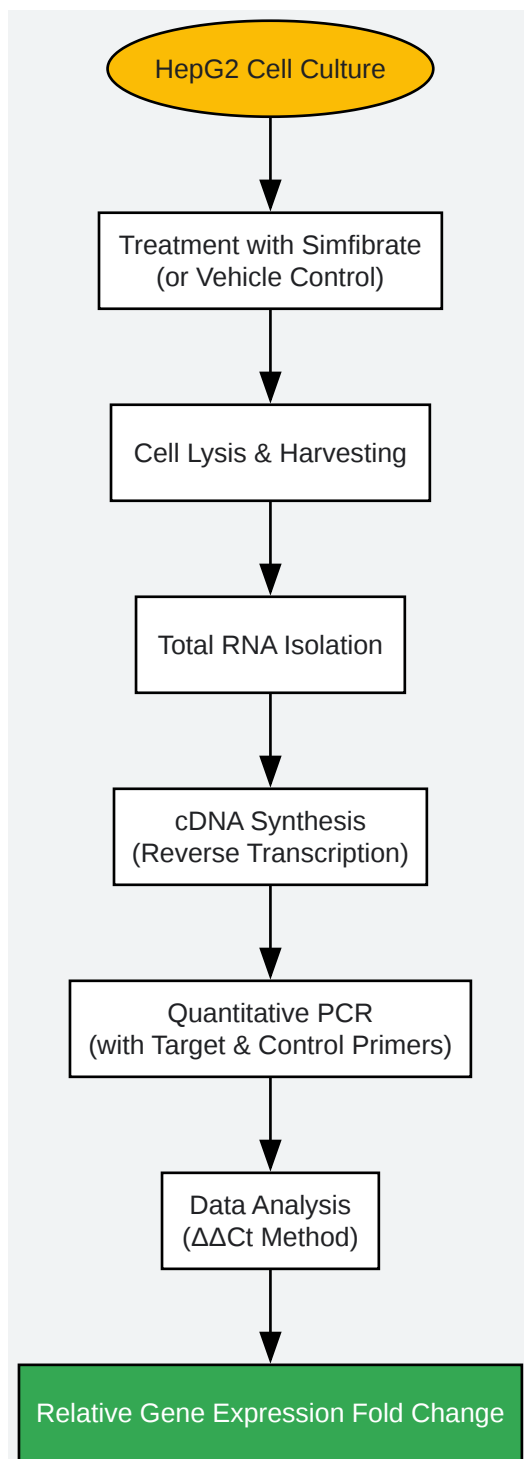 HepG2 Cell Culture
Treatment with Simfibrate
(or Vehicle Control)
Cell Lysis & Harvesting
Total RNA Isolation
cDNA Synthesis
(Reverse Transcription)
Quantitative PCR
(with Target & Control Primers)
Data Analysis
(ΔΔCt Method)
Relative Gene Expression Fold Change